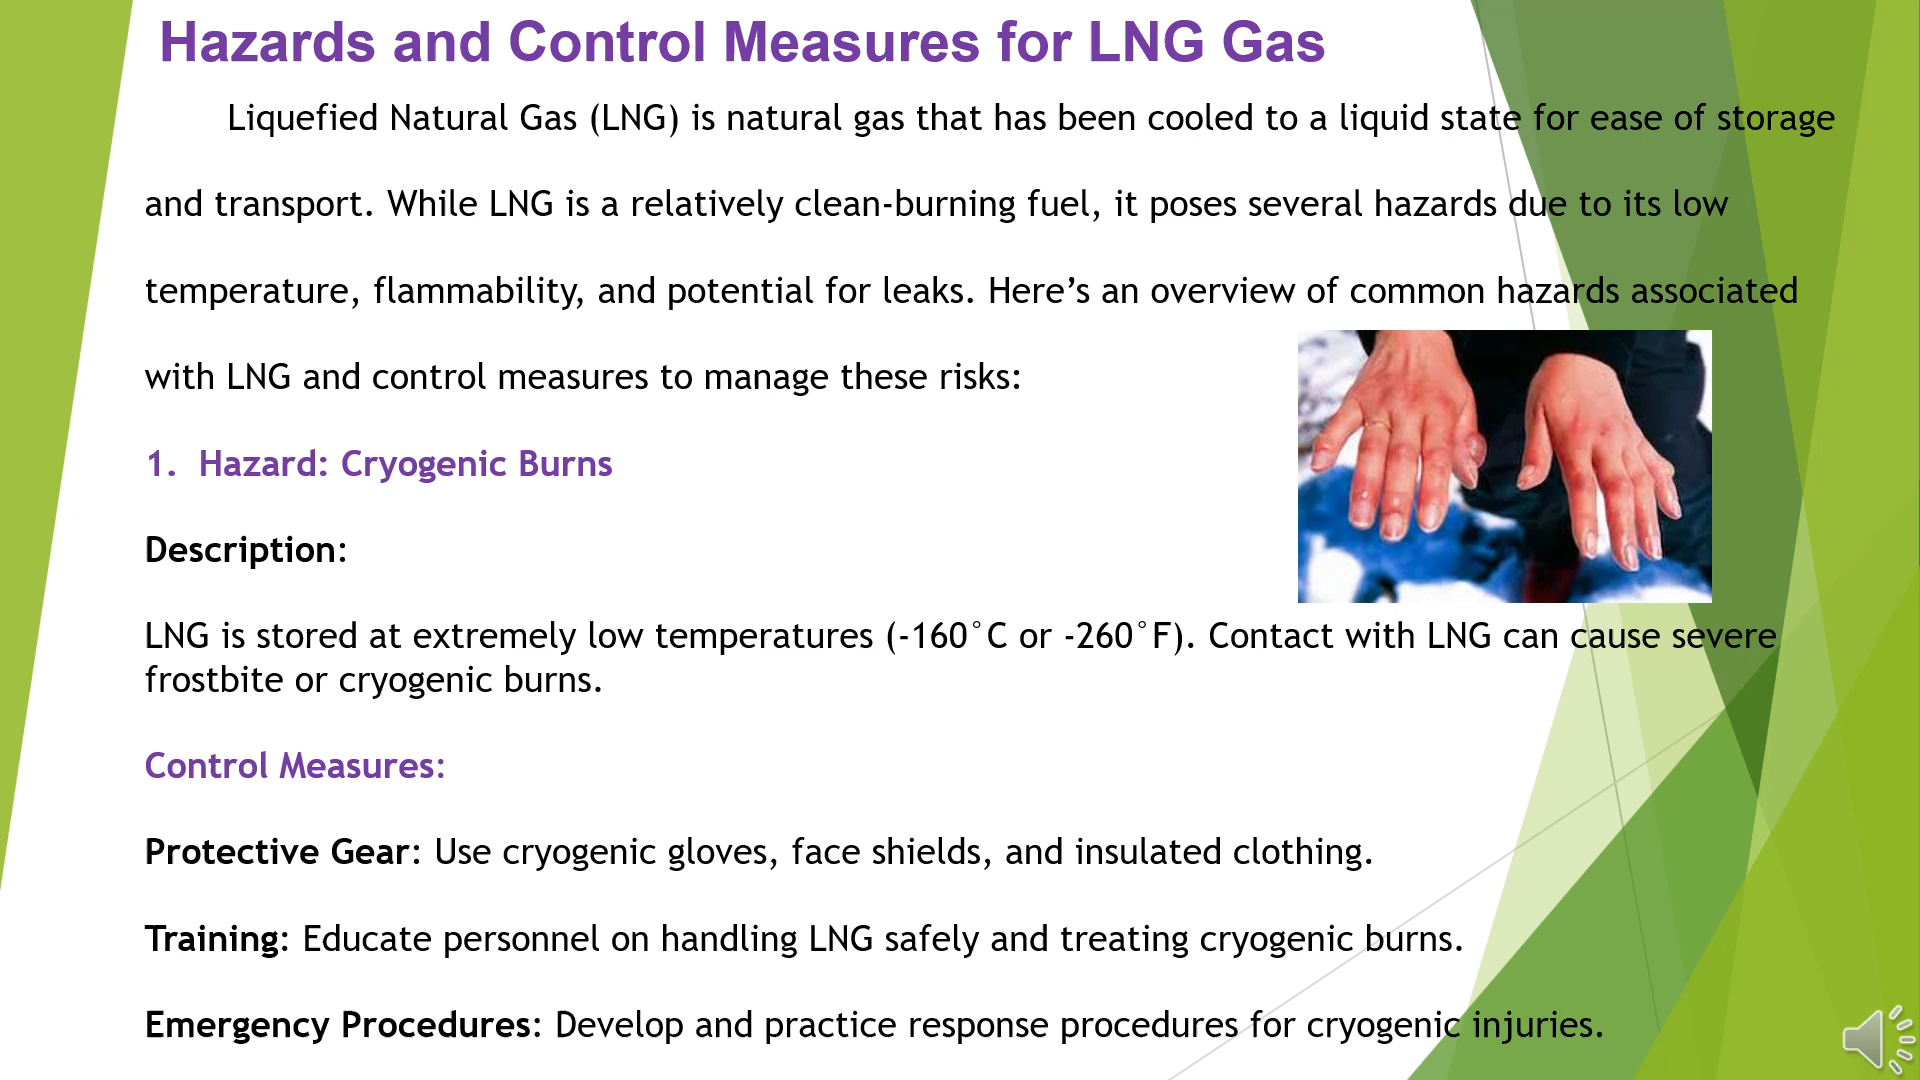 Hazards and Control Measures for LNG Gas
Liquefied Natural Gas (LNG) is natural gas that has been cooled to a liquid state for ease of storage
and transport. While LNG is a relatively clean-burning fuel, it poses several hazards due to its low
temperature, flammability, and potential for leaks. Here’s an overview of common hazards associated
with LNG and control measures to manage these risks:
1. Hazard: Cryogenic Burns
Description:
LNG is stored at extremely low temperatures (-160°C or -260°F). Contact with LNG can cause severe
frostbite or cryogenic burns.
Control Measures:
Protective Gear: Use cryogenic gloves, face shields, and insulated clothing.
Training: Educate personnel on handling LNG safely and treating cryogenic burns.
Emergency Procedures: Develop and practice response procedures for cryogenic injuries.